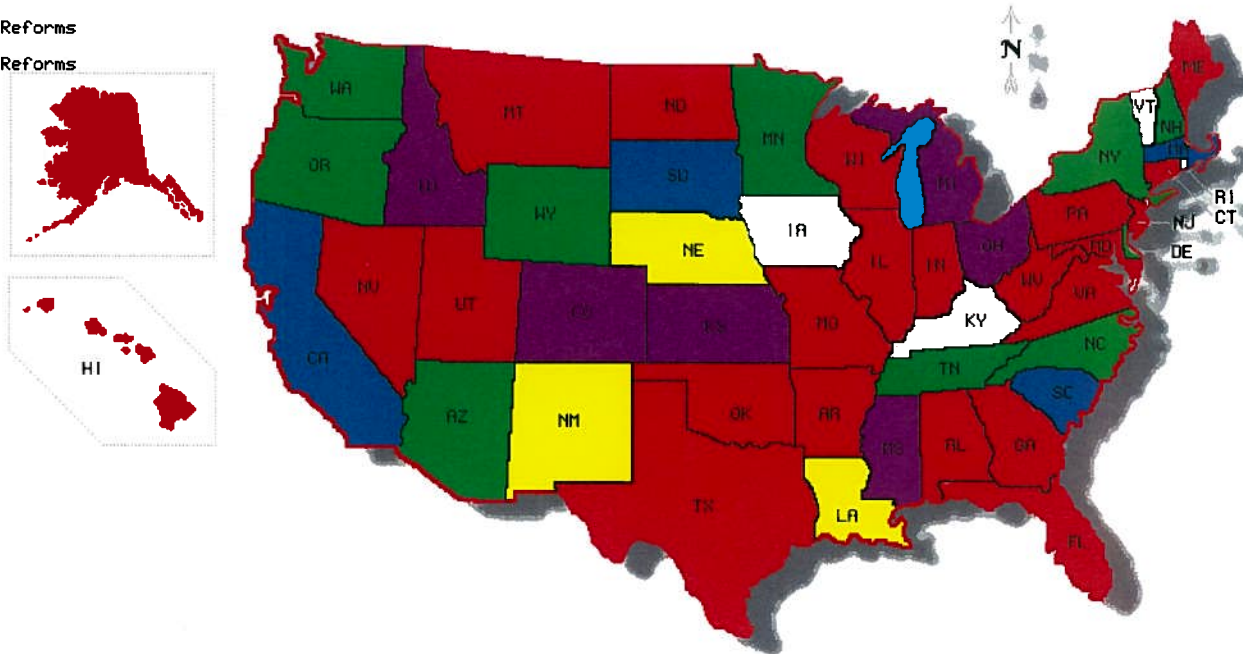 Reforms
Reforms
N
WA
MT
ND
MN
OR
ID
SD
WI
MI
WY
NE
IA
NY
VT
NH
ME
MA
RI
CT
NJ
DE
PA
OH
MD
NV
UT
CO
KS
MO
IL
IN
WV
VA
KY
HI
CA
AZ
NM
OK
AR
TN
NC
SC
MS
AL
GA
TX
LA
FL